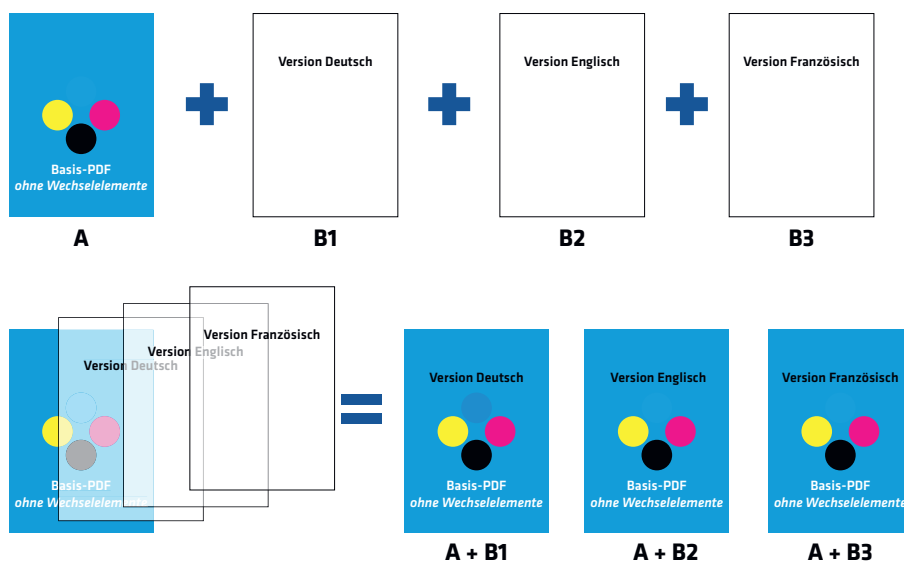 Version Deutsch
Version Englisch
Version Französisch
Basis-PDF
ohne Wechselelemente
A
B1
B2
B3
Version Französisch
Version Englisch
Version Deutsch
Basis-PDF
ohne Wechselelemente
Version Deutsch
Version Englisch
Version Französisch
Basis-PDF
ohne Wechselelemente
Basis-PDF
ohne Wechselelemente
Basis-PDF
ohne Wechselelemente
A + B1
A + B2
A + B3